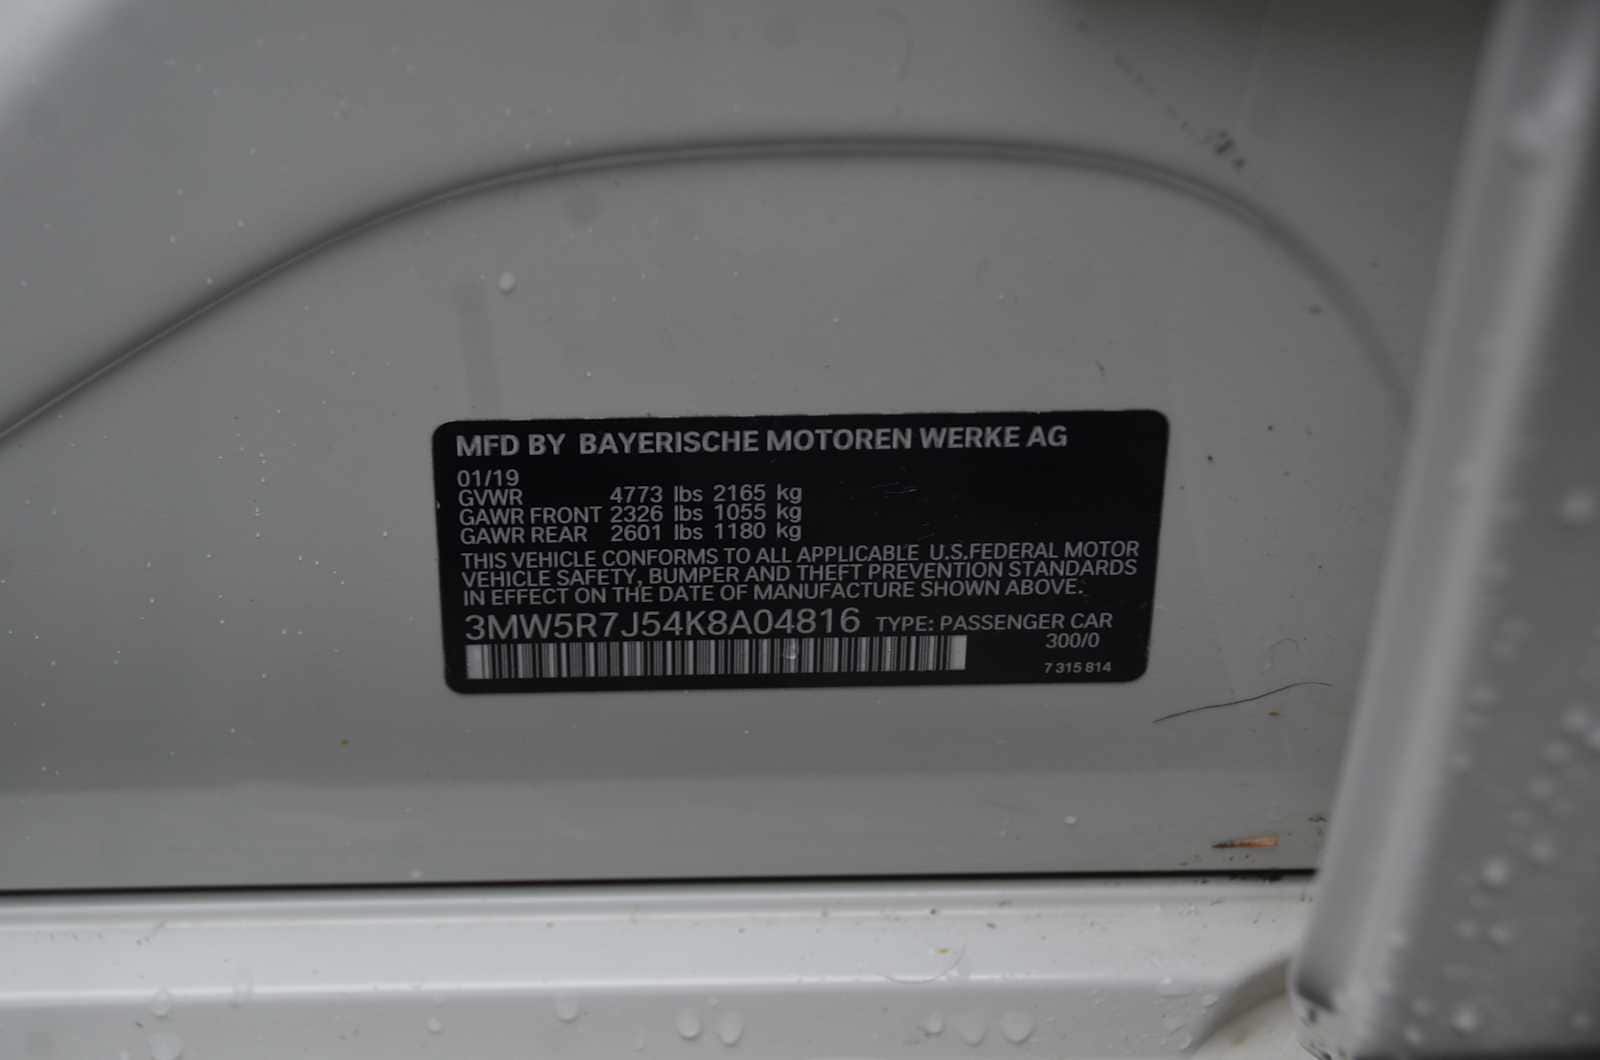 MFD BY BAYERISCHE MOTOREN WERKE AG
01/19
GVWR 4773 lbs 2165 kg
GAWR FRONT 2326 lbs 1055 kg
GAWR REAR 2601 lbs 1180 kg
THIS VEHICLE CONFORMS TO ALL APPLICABLE U.S.FEDERAL MOTOR
VEHICLE SAFETY, BUMPER AND THEFT PREVENTION STANDARDS
IN EFFECT ON THE DATE OF MANUFACTURE SHOWN ABOVE.
3MW5R7J54K8A04816 TYPE: PASSENGER CAR
300/0
7 315 814